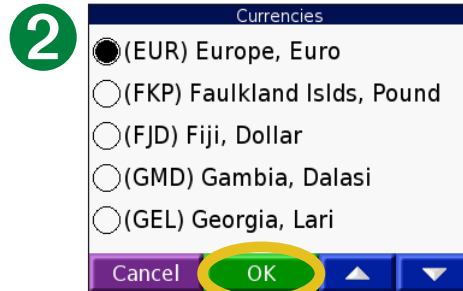 2
Currencies
(EUR) Europe, Euro
(FKP) Faulkland Islds, Pound
(FJD) Fiji, Dollar
(GMD) Gambia, Dalasi
(GEL) Georgia, Lari
Cancel OK